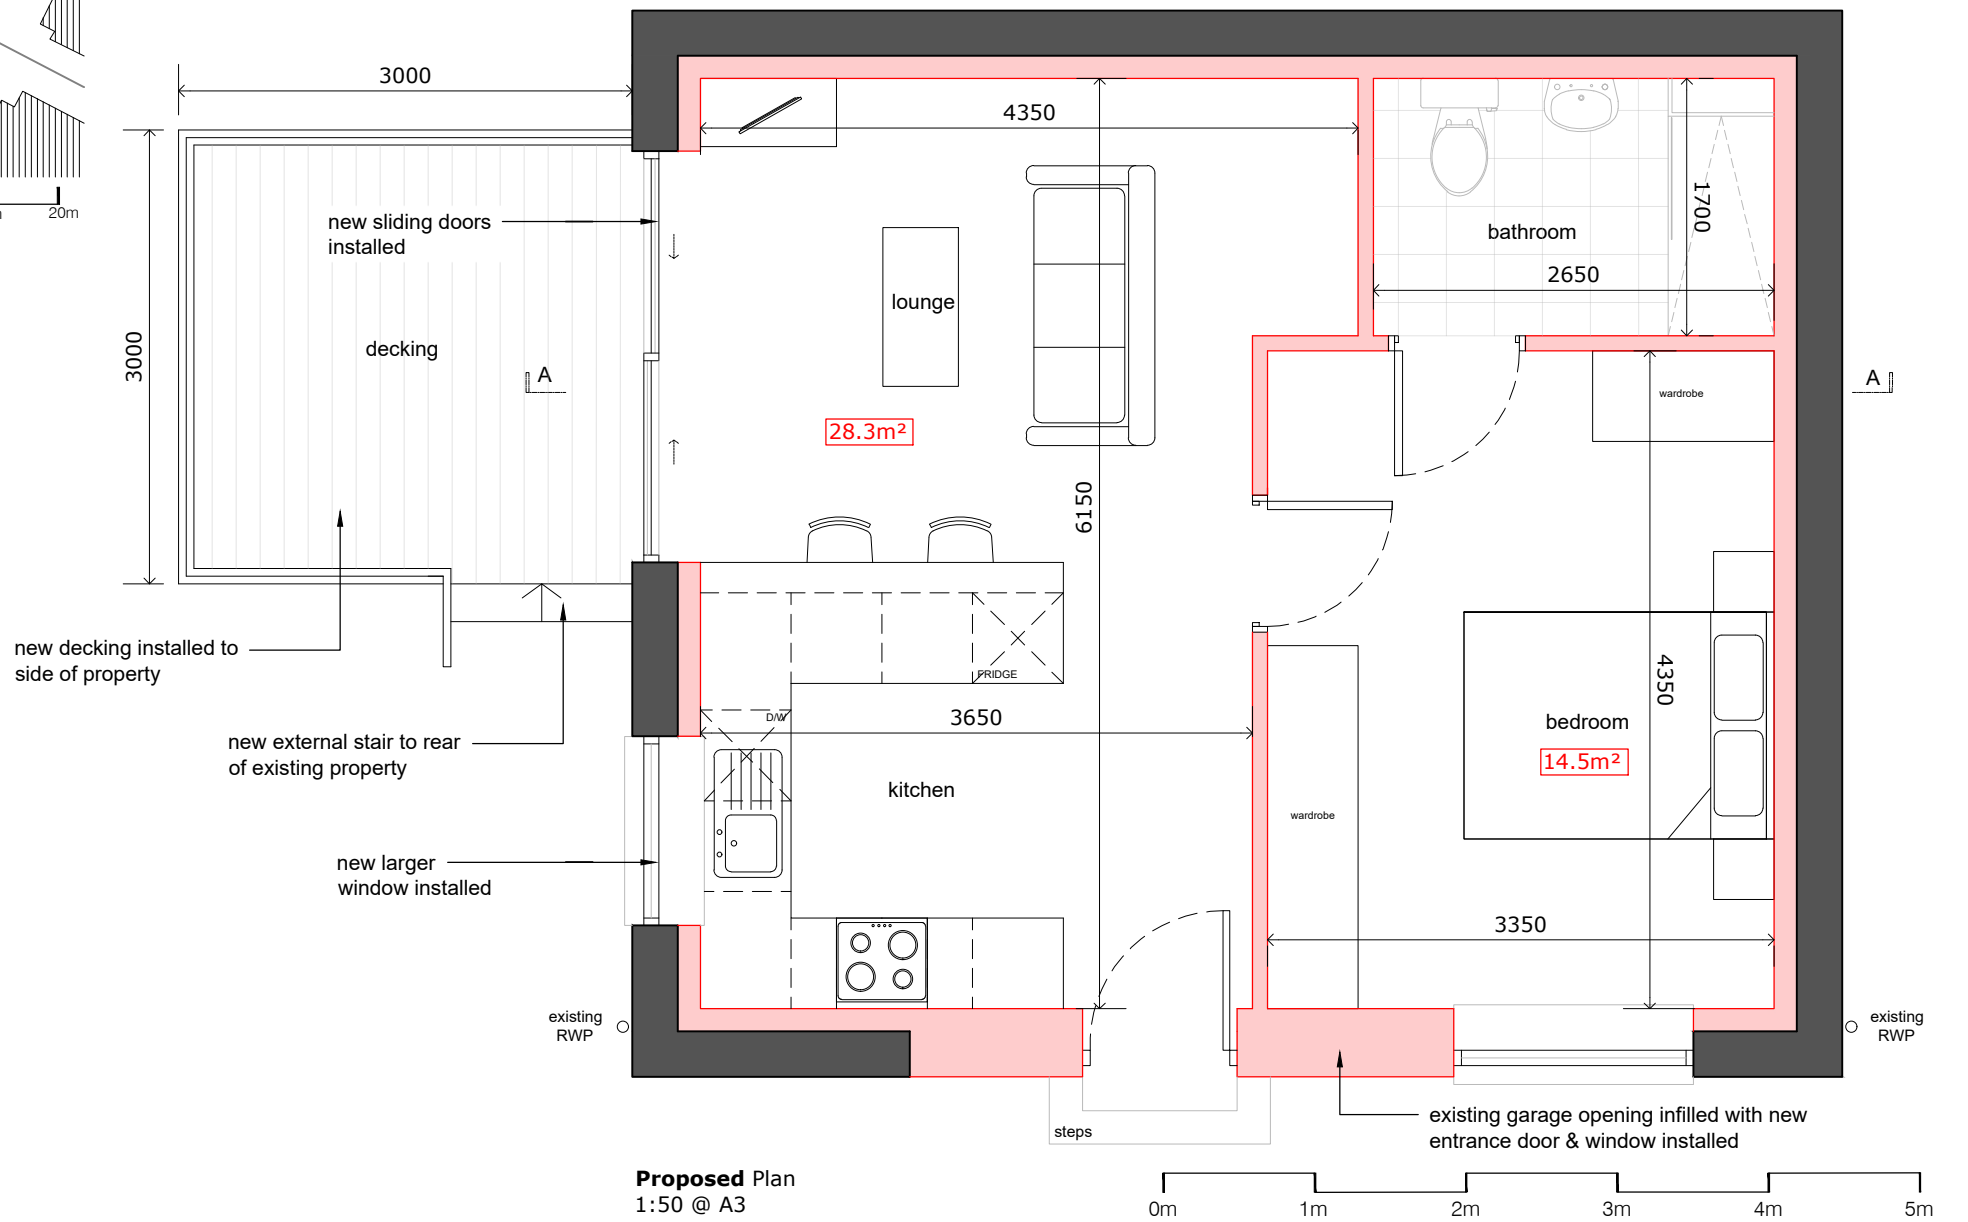 3000
4350
20m
new sliding doors
installed
1700
bathroom
2650
lounge
3000
decking
A
A
wardrobe
28.3m²
6150
FRIDGE
new decking installed to
side of property
4350
D/W
3650
bedroom
14.5m²
new external stair to rear
of existing property
kitchen
wardrobe
new larger
window installed
3350
existing
RWP
existing
RWP
steps
existing garage opening infilled with new
entrance door & window installed
Proposed Plan
1:50 @ A3
0m
1m
2m
3m
4m
5m